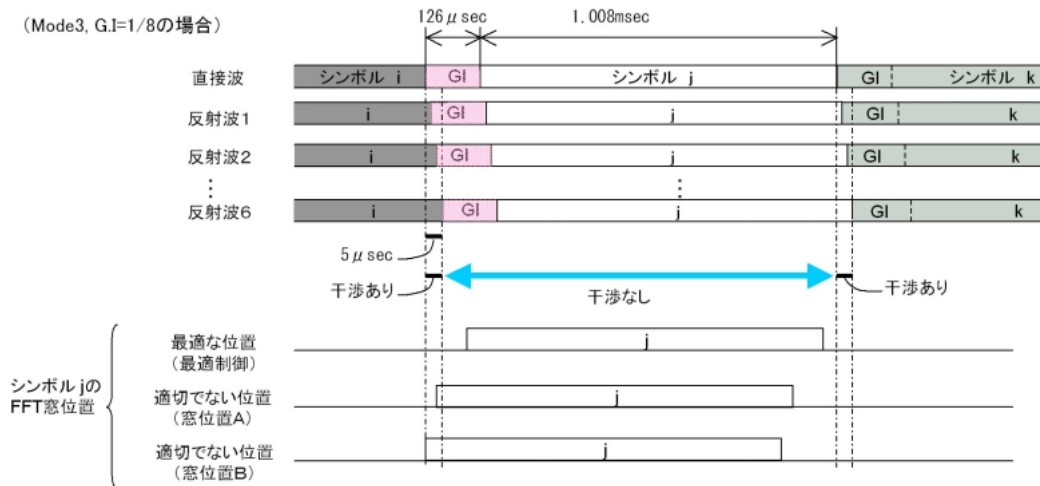 (Mode3, G.I=1/8の場合)
126μsec 1.008msec
直接波 シンボル i GI シンボル j GI シンボル k
反射波1 i GI j GI k
反射波2 i GI j GI k
⋮ ⋮
反射波6 i GI j GI k
5μsec
干渉あり 干渉なし 干渉あり
シンボル jの
FFT窓位置
最適な位置
(最適制御)
j
適切でない位置
(窓位置A)
j
適切でない位置
(窓位置B)
j